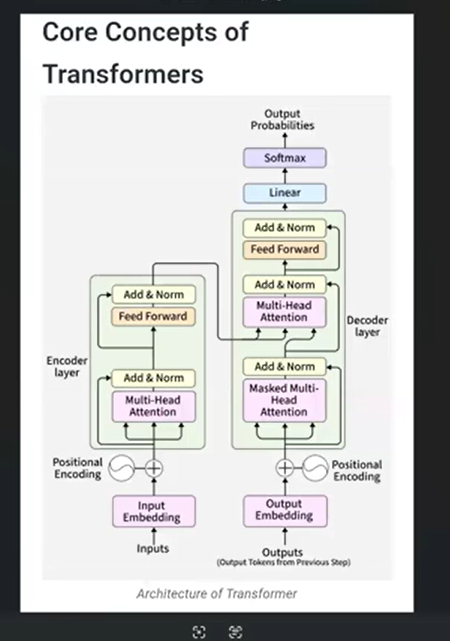 Core Concepts of
Transformers
Output
Probabilities
Softmax
Linear
Add & Norm
Feed Forward
Add & Norm
Multi-Head
Attention
Decoder
layer
Add & Norm
Masked Multi-
Head
Attention
Add & Norm
Feed Forward
Encoder
layer
Add & Norm
Multi-Head
Attention
Positional
Encoding
Positional
Encoding
Input
Embedding
Output
Embedding
Inputs
Outputs
(Output Tokens from Previous Step)
Architecture of Transformer